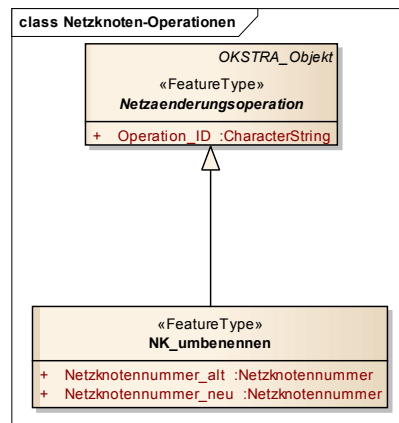 class Netzknoten-Operationen
OKSTRA_Objekt
«FeatureType»
Netzaenderungsoperation
+ Operation_ID :CharacterString
«FeatureType»
NK_umbenennen
+ Netzknotennummer_alt :Netzknotennummer
+ Netzknotennummer_neu :Netzknotennummer